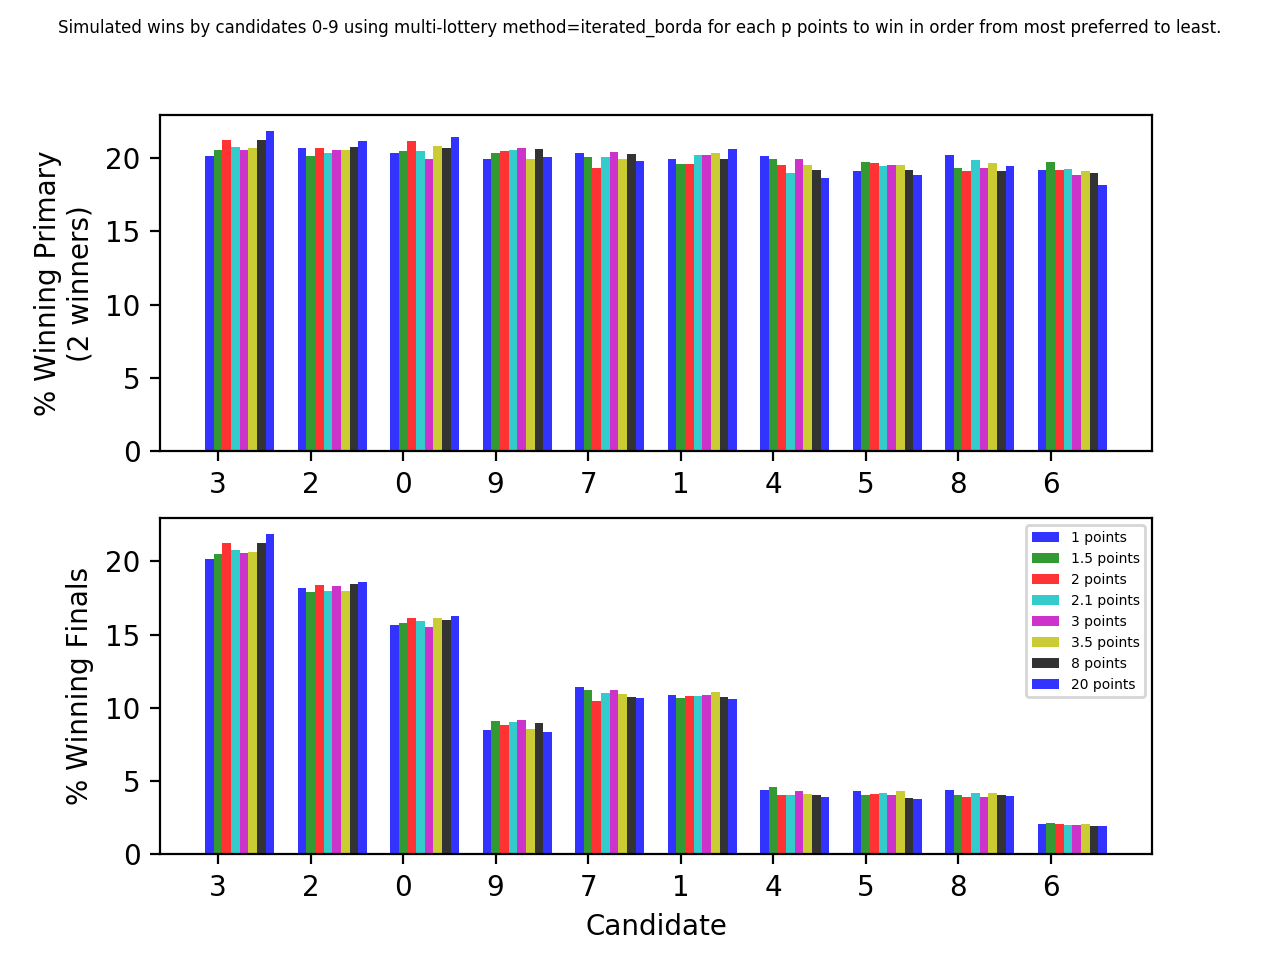 Simulated wins by candidates 0-9 using multi-lottery method=iterated_borda for each p points to win in order from most preferred to least.
% Winning Primary
(2 winners)
20
15
10
5
0
3 2 0 9 7 1 4 5 8 6
% Winning Finals
20
15
10
5
0
1 points
1.5 points
2 points
2.1 points
3 points
3.5 points
8 points
20 points
3 2 0 9 7 1 4 5 8 6
Candidate